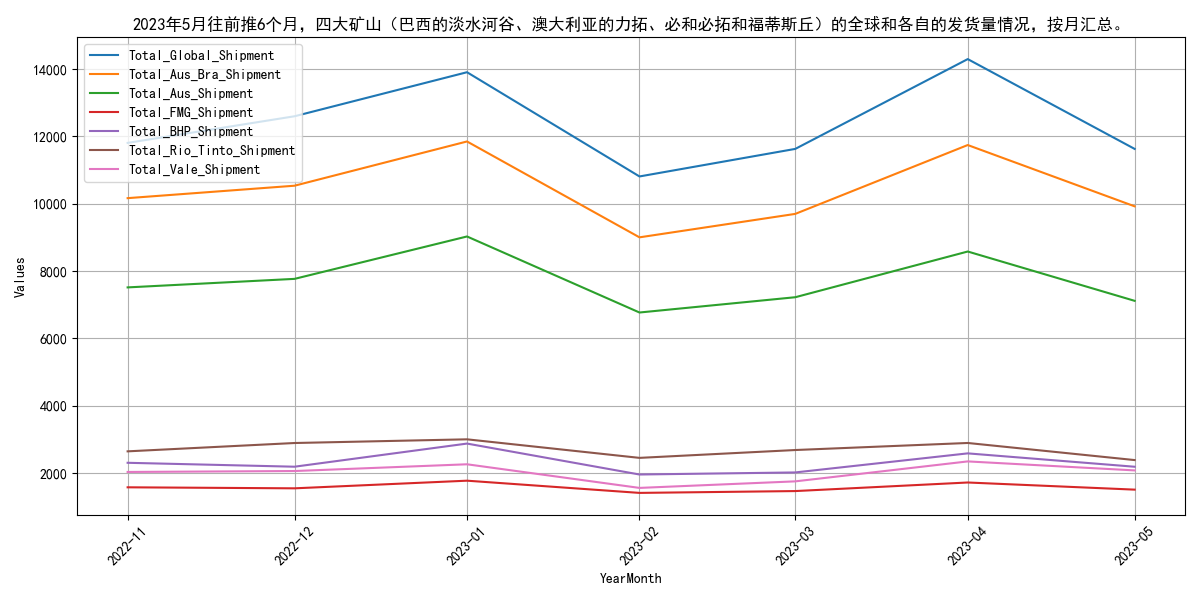 2023年5月往前推6个月，四大矿山（巴西的淡水河谷、澳大利亚的力拓、必和必拓和福蒂斯丘）的全球和各自的发货量情况，按月汇总。
Total_Global_Shipment
Total_Aus_Bra_Shipment
Total_Aus_Shipment
Total_FMG_Shipment
Total_BHP_Shipment
Total_Rio_Tinto_Shipment
Total_Vale_Shipment
14000
12000
10000
8000
6000
4000
2000
Values
2022-11
2022-12
2023-01
2023-02
2023-03
2023-04
2023-05
YearMonth